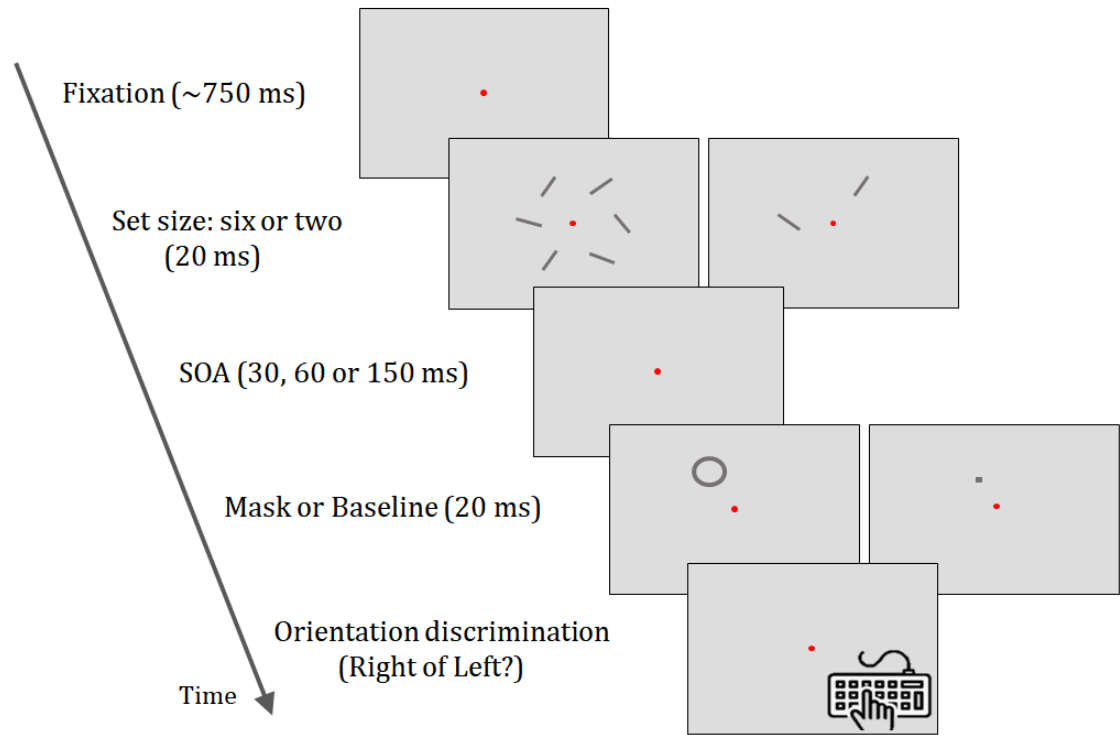 Fixation (~750 ms)
Set size: six or two
(20 ms)
SOA (30, 60 or 150 ms)
Mask or Baseline (20 ms)
Orientation discrimination
(Right of Left?)
Time